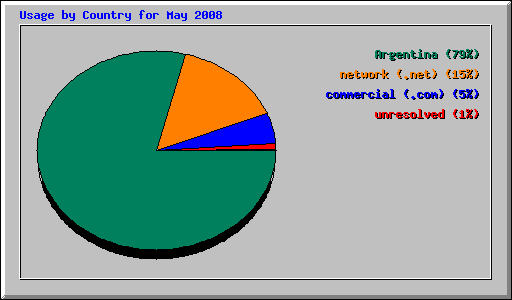 Usage by Country for May 2008
Argentina (79%)
network (.net) (15%)
commercial (.com) (5%)
unresolved (1%)